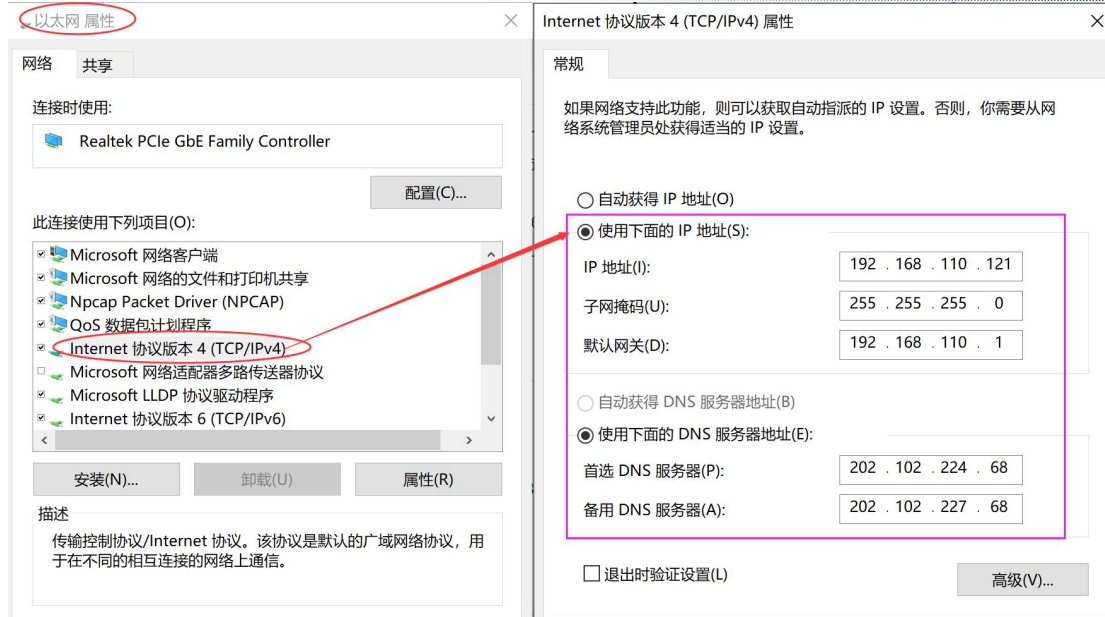 以太网 属性
网络
共享
连接时使用:
Realtek PCIe GbE Family Controller
配置(C)...
此连接使用下列项目(O):
Microsoft 网络客户端
Microsoft 网络的文件和打印机共享
Npcap Packet Driver (NPCAP)
QoS 数据包计划程序
Internet 协议版本 4 (TCP/IPv4)
Microsoft 网络适配器多路传送器协议
Microsoft LLDP 协议驱动程序
Internet 协议版本 6 (TCP/IPv6)
安装(N)...
卸载(U)
属性(R)
描述
传输控制协议/Internet 协议。该协议是默认的广域网络协议，用
于在不同的相互连接的网络上通信。
Internet 协议版本 4 (TCP/IPv4) 属性
常规
如果网络支持此功能，则可以获取自动指派的 IP 设置。否则，你需要从网
络系统管理员处获得适当的 IP 设置。
自动获得 IP 地址(O)
使用下面的 IP 地址(S):
IP 地址(I): 192 . 168 . 110 . 121
子网掩码(U): 255 . 255 . 255 . 0
默认网关(D): 192 . 168 . 110 . 1
自动获得 DNS 服务器地址(B)
使用下面的 DNS 服务器地址(E):
首选 DNS 服务器(P): 202 . 102 . 224 . 68
备用 DNS 服务器(A): 202 . 102 . 227 . 68
退出时验证设置(L)
高级(V)...